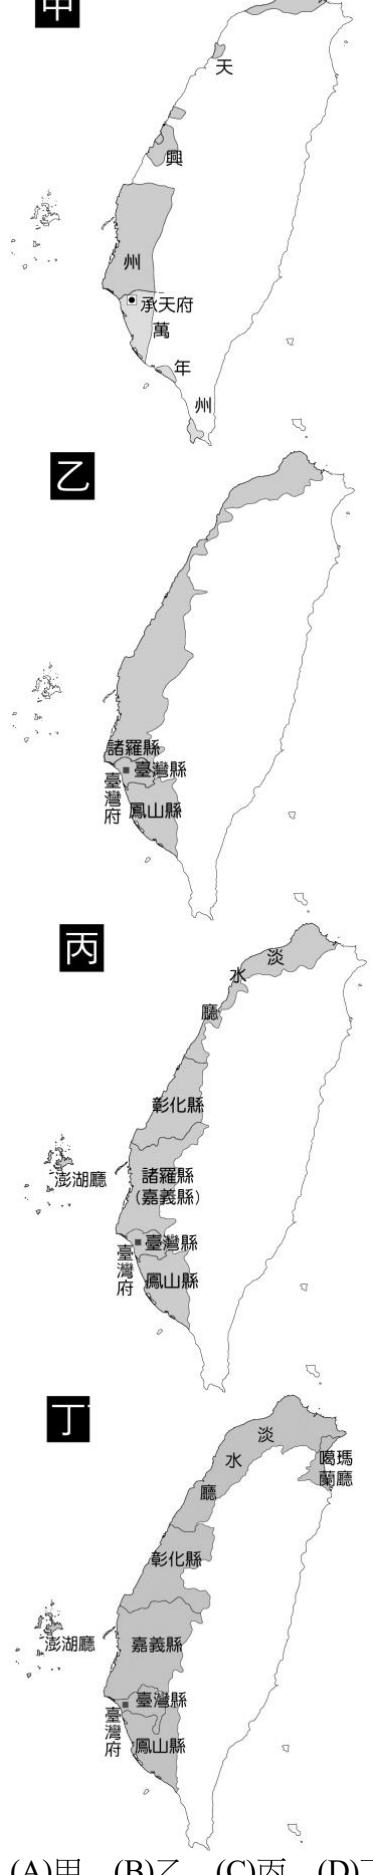 甲
天
興
州
承天府
萬
年
州
乙
諸羅縣
臺灣縣
臺灣府
鳳山縣
丙
淡
水
廳
彰化縣
澎湖廳
諸羅縣
(嘉義縣)
臺灣縣
臺灣府
鳳山縣
丁
淡
水
廳
噶瑪
蘭廳
彰化縣
澎湖廳
嘉義縣
臺灣縣
臺灣府
鳳山縣
(A)甲 (B)乙 (C)丙 (D)丁